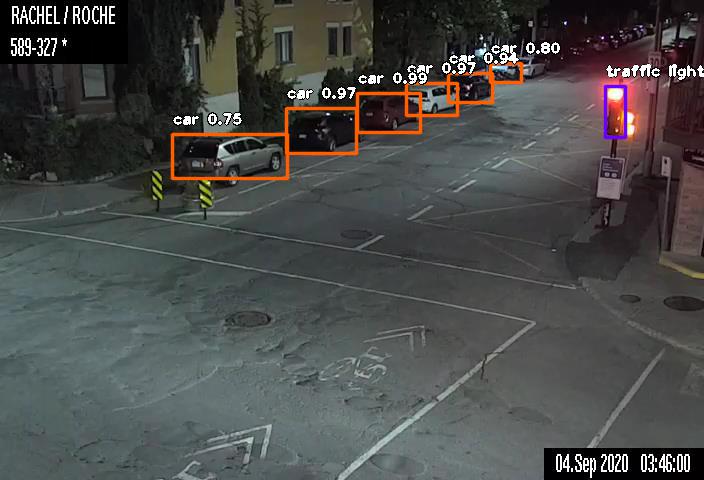 RACHEL / ROCHE
589-327 *
car 0.80
car 0.94
car 0.97
car 0.99
car 0.97
car 0.75
traffic light
EST
04.Sep 2020 03:46:00